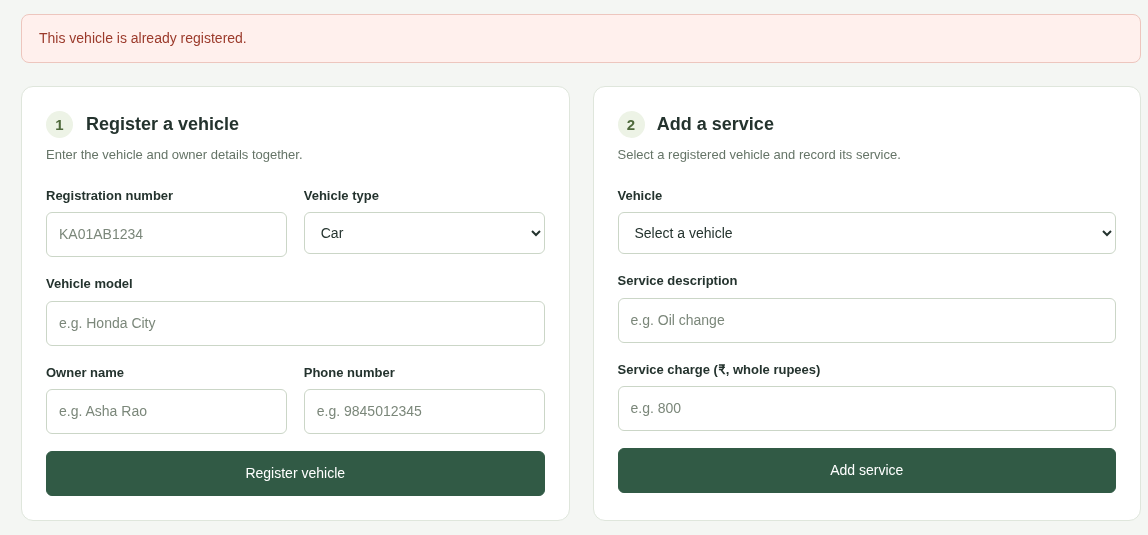 This vehicle is already registered.
1 Register a vehicle
Enter the vehicle and owner details together.
Registration number
Vehicle type
KA01AB1234
Car
Vehicle model
e.g. Honda City
Owner name
Phone number
e.g. Asha Rao
e.g. 9845012345
Register vehicle
2 Add a service
Select a registered vehicle and record its service.
Vehicle
Select a vehicle
Service description
e.g. Oil change
Service charge (₹, whole rupees)
e.g. 800
Add service